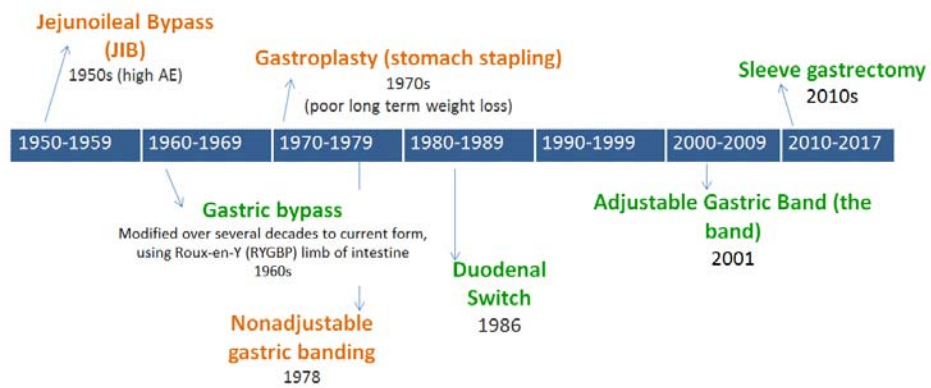 Jejunoileal Bypass
(JIB)
1950s (high AE)
Gastroplasty (stomach stapling)
1970s
(poor long term weight loss)
Sleeve gastrectomy
2010s
1950-1959 1960-1969 1970-1979 1980-1989 1990-1999 2000-2009 2010-2017
Gastric bypass
Modified over several decades to current form,
using Roux-en-Y (RYGBP) limb of intestine
1960s
Adjustable Gastric Band (the
band)
2001
Duodenal
Switch
1986
Nonadjustable
gastric banding
1978